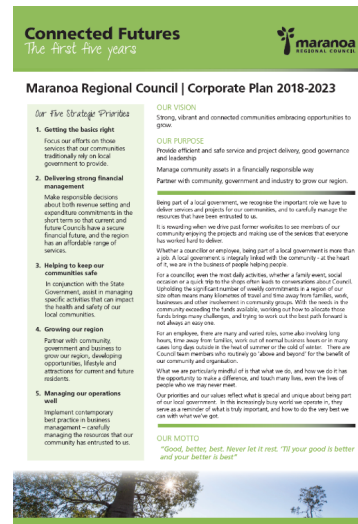 Connected Futures
The first five years
maranoa
REGIONAL COUNCIL
Maranoa Regional Council | Corporate Plan 2018-2023
Our Five Strategic Priorities
1. Getting the basics right
Focus our efforts on those
services that our communities
traditionally rely on local
government to provide.
2. Delivering strong financial
management
Make responsible decisions
about both revenue setting and
expenditure commitments in the
short term so that current and
future Councils have a secure
financial future, and the region
has an affordable range of
services.
3. Helping to keep our
communities safe
In conjunction with the State
Government, assist in managing
specific activities that can impact
the health and safety of our
local communities.
4. Growing our region
Partner with community,
government and business to
grow our region, developing
opportunities, lifestyle and
attractions for current and future
residents.
5. Managing our operations
well
Implement contemporary
best practice in business
management – carefully
managing the resources that our
community has entrusted to us.
OUR VISION
Strong, vibrant and connected communities embracing opportunities to
grow.
OUR PURPOSE
Provide efficient and safe service and project delivery, good governance
and leadership
Manage community assets in a financially responsible way
Partner with community, government and industry to grow our region.
Being part of a local government, we recognise the important role we have to
deliver services and projects for our communities, and to carefully manage the
resources that have been entrusted to us.
It is rewarding when we drive past former worksites to see members of our
community enjoying the projects and making use of the services that everyone
has worked hard to deliver.
Whether a councillor or employee, being part of a local government is more than
a job. A local government is integrally linked with the community - at the heart
of it, we are in the business of people helping people.
For a councillor, even the most daily activities, whether a family event, social
occasion or a quick trip to the shops often leads to conversations about Council.
Upholding the significant number of weekly commitments in a region of our
size often means many kilometres of travel and time away from families, work,
businesses and other involvement in community groups. With the needs in the
community exceeding the funds available, working out how to allocate those
funds brings many challenges, and trying to work out the best path forward is
not always an easy one.
For an employee, there are many and varied roles, some also involving long
hours, time away from families, work out of normal business hours or in many
cases long days outside in the heat of summer or the cold of winter. There are
Council team members who routinely go 'above and beyond' for the benefit of
our community and organisation.
What we are particularly mindful of is that what we do, and how we do it has
the opportunity to make a difference, and touch many lives, even the lives of
people who we may never meet.
Our priorities and our values reflect what is special and unique about being part
of our local government. In this increasingly busy world we operate in, they
serve as a reminder of what is truly important, and how to do the very best we
can with what we've got.
OUR MOTTO
"Good, better, best. Never let it rest. 'Til your good is better
and your better is best"